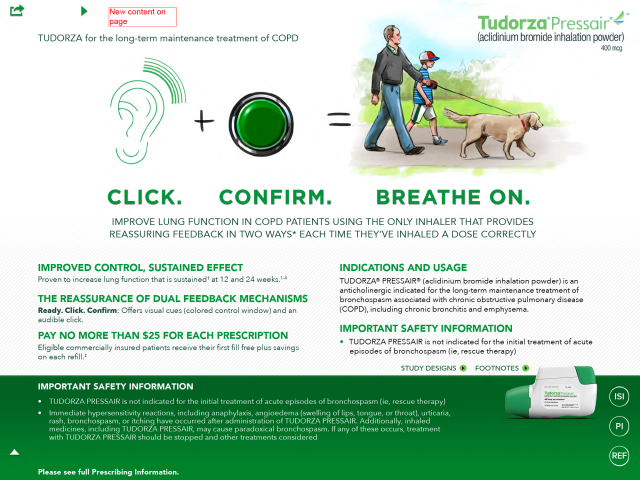 New content on
page
TUDORZA for the long-term maintenance treatment of COPD
Tudorza® Pressair™
(aclidinium bromide inhalation powder)
400 mcg
+ =
CLICK. CONFIRM. BREATHE ON.
IMPROVE LUNG FUNCTION IN COPD PATIENTS USING THE ONLY INHALER THAT PROVIDES
REASSURING FEEDBACK IN TWO WAYS* EACH TIME THEY'VE INHALED A DOSE CORRECTLY
IMPROVED CONTROL, SUSTAINED EFFECT
Proven to increase lung function that is sustained† at 12 and 24 weeks.
THE REASSURANCE OF DUAL FEEDBACK MECHANISMS
Ready. Click. Confirm: Offers visual cues (colored control window) and an
audible click.
PAY NO MORE THAN $25 FOR EACH PRESCRIPTION
Eligible commercially insured patients receive their first fill free plus savings
on each refill.‡
INDICATIONS AND USAGE
TUDORZA® PRESSAIR® (aclidinium bromide inhalation powder) is an
anticholinergic indicated for the long-term maintenance treatment of
bronchospasm associated with chronic obstructive pulmonary disease
(COPD), including chronic bronchitis and emphysema.
IMPORTANT SAFETY INFORMATION
• TUDORZA PRESSAIR is not indicated for the initial treatment of acute
episodes of bronchospasm (ie, rescue therapy)
STUDY DESIGNS FOOTNOTES
IMPORTANT SAFETY INFORMATION
• TUDORZA PRESSAIR is not indicated for the initial treatment of acute episodes of bronchospasm (ie, rescue therapy)
• Immediate hypersensitivity reactions, including anaphylaxis, angioedema (swelling of lips, tongue, or throat), urticaria,
rash, bronchospasm, or itching have occurred after administration of TUDORZA PRESSAIR. Additionally, inhaled
medicines, including TUDORZA PRESSAIR, may cause paradoxical bronchospasm. If any of these occurs, treatment
with TUDORZA PRESSAIR should be stopped and other treatments considered
Please see full Prescribing Information.
ISI
PI
REF